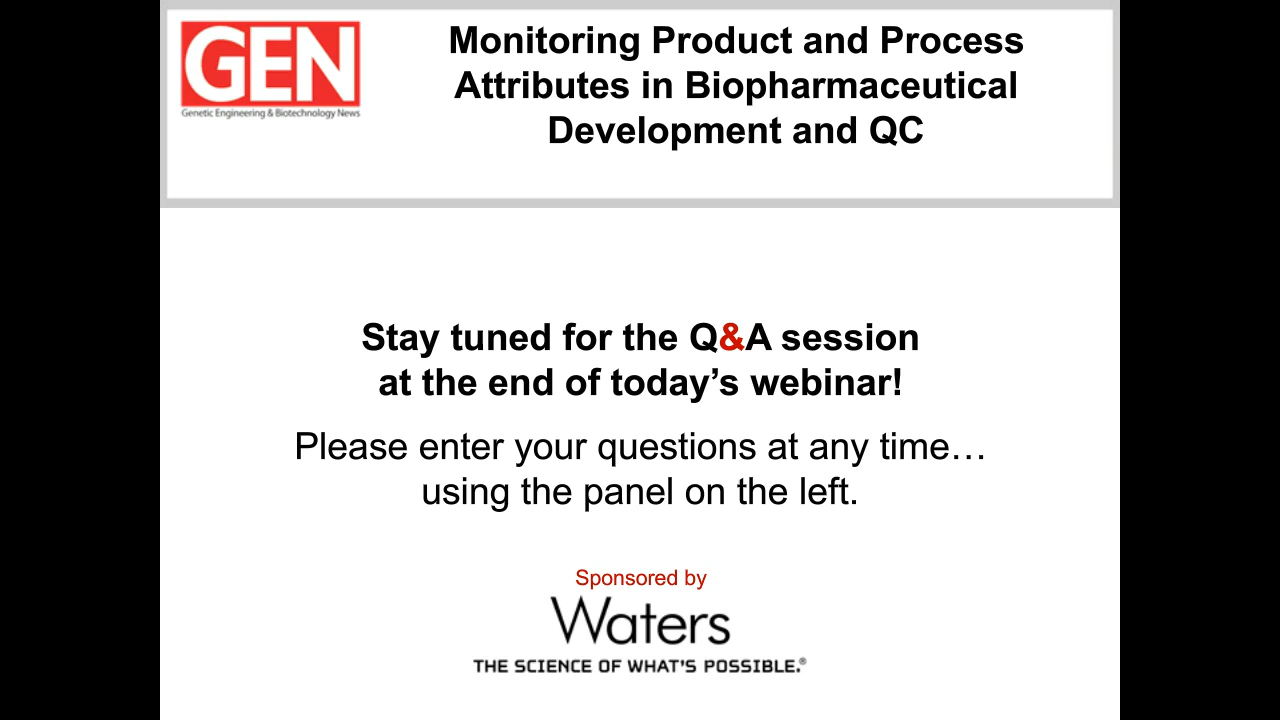 GEN
Genetic Engineering & Biotechnology News
Monitoring Product and Process
Attributes in Biopharmaceutical
Development and QC
Stay tuned for the Q&A session
at the end of today’s webinar!
Please enter your questions at any time…
using the panel on the left.
Sponsored by
Waters
THE SCIENCE OF WHAT'S POSSIBLE.®